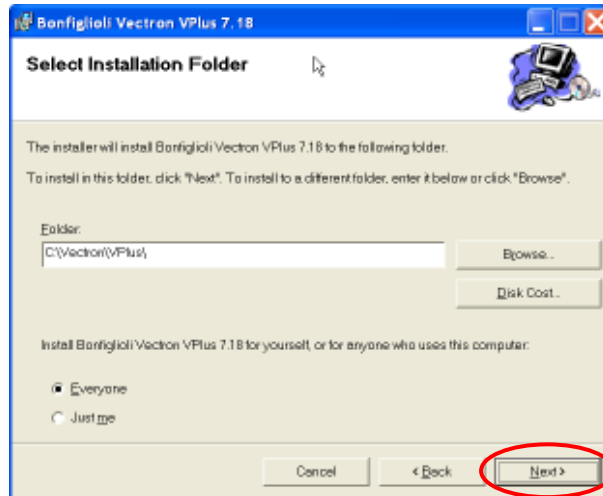 Bonfiglioli Vectron VPlus 7.18
Select Installation Folder
The installer will install Bonfiglioli Vectron VPlus 7.18 to the following folder.
To install in this folder, click "Next". To install to a different folder, enter it below or click "Browse".
Folder:
C:\Vectron\VPlus\
Browse...
Disk Cost...
Install Bonfiglioli Vectron VPlus 7.18 for yourself, or for anyone who uses this computer:
Everyone
Just me
Cancel
< Back
Next >